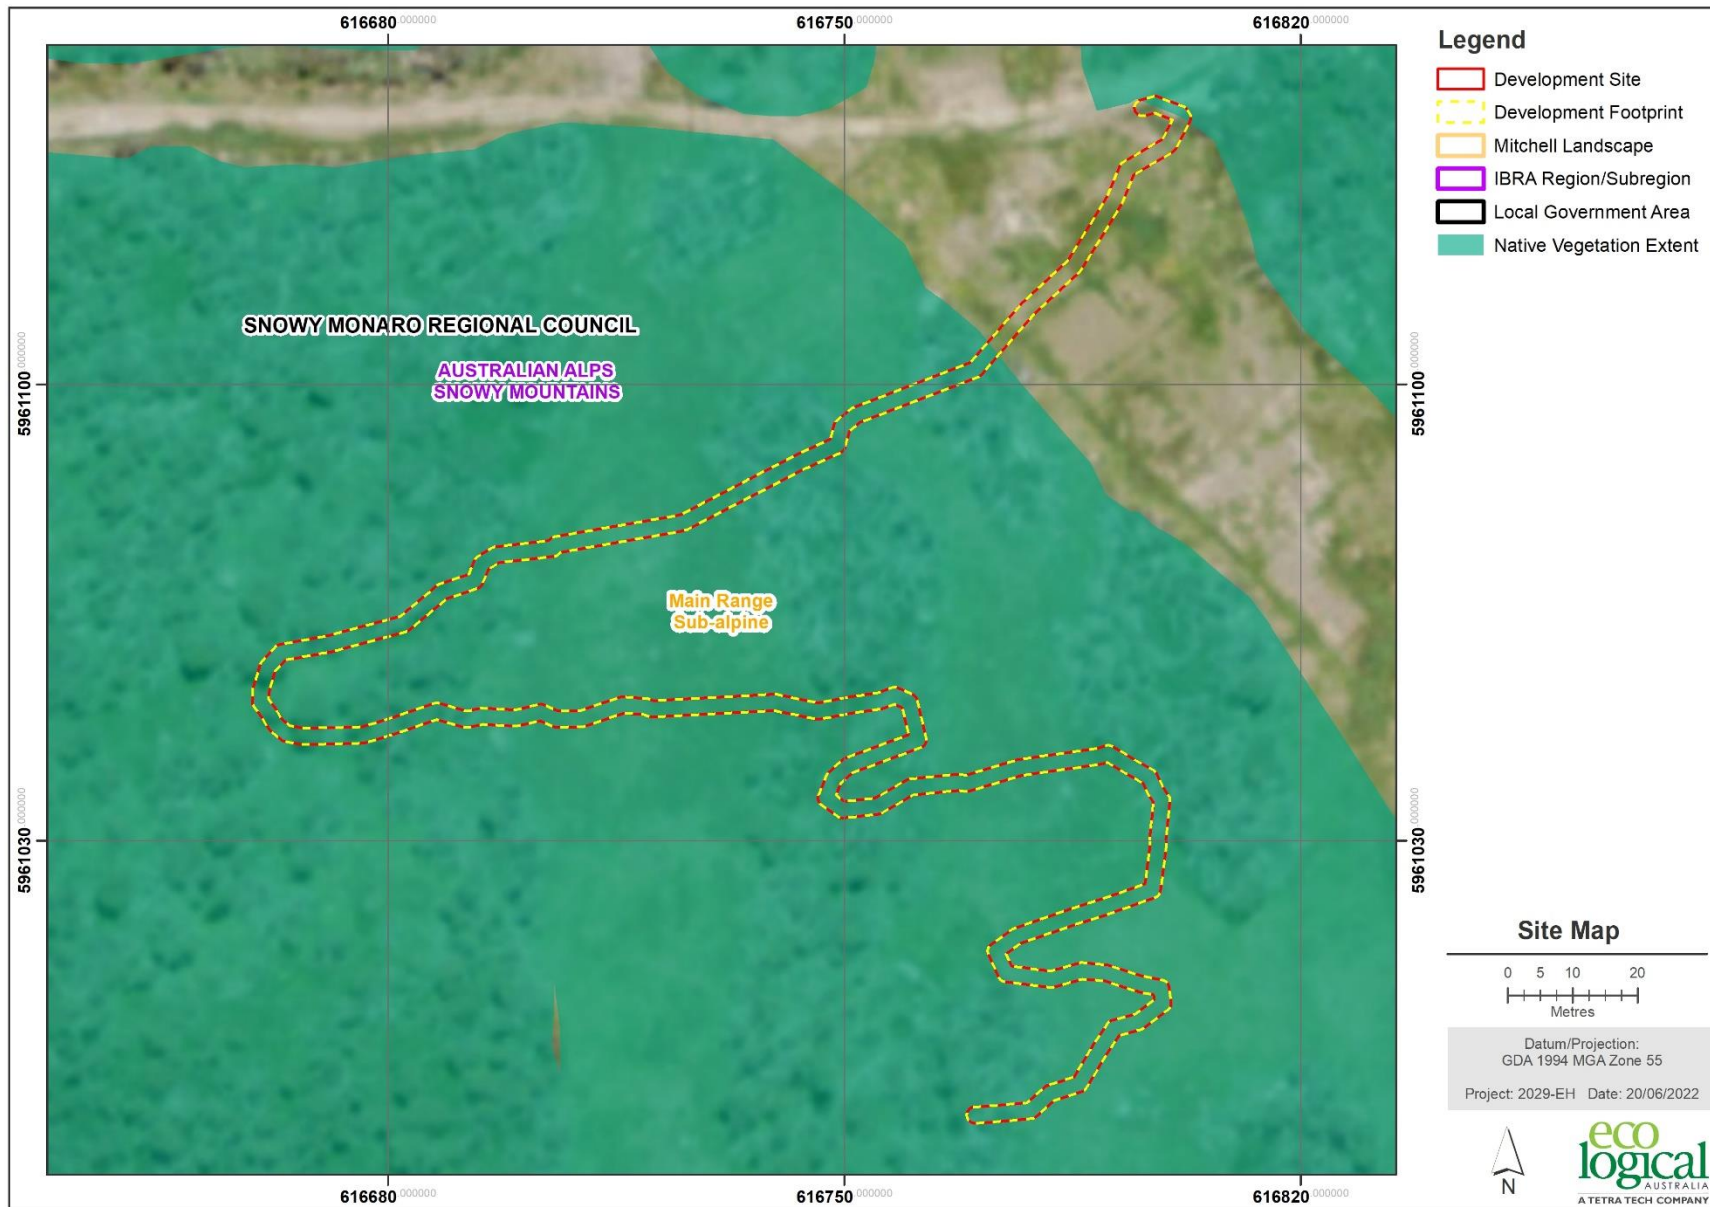 616680.000000 616750.000000 616820.000000
Legend
Development Site
Development Footprint
Mitchell Landscape
IBRA Region/Subregion
Local Government Area
Native Vegetation Extent
SNOWY MONARO REGIONAL COUNCIL
AUSTRALIAN ALPS
SNOWY MOUNTAINS
5961100.000000
5961100.000000
Main Range
Sub-alpine
5961030.000000
5961030.000000
Site Map
0 5 10 20
Metres
Datum/Projection:
GDA 1994 MGA Zone 55
Project: 2029-EH Date: 20/06/2022
N
eco
logical
AUSTRALIA
A TETRA TECH COMPANY
616680.000000 616750.000000 616820.000000